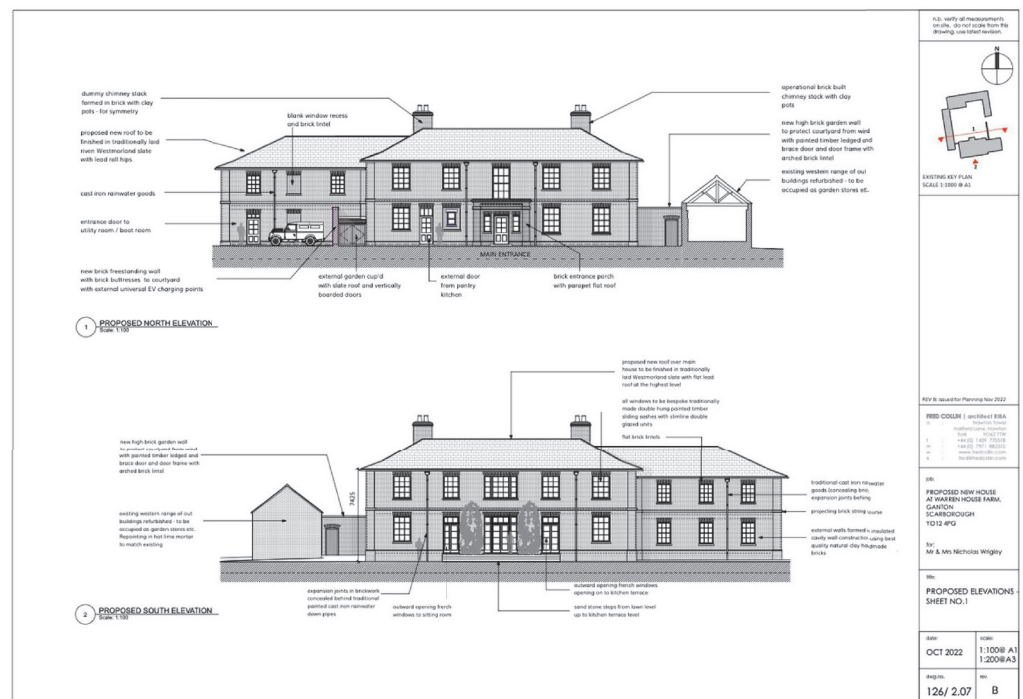 dummy chimney stack
formed in brick with clay
pots - for symmetry
proposed new roof to be
finished in traditionally laid
riven Westmorland slate
with lead roll hips
cast iron rainwater goods
entrance door to
utility room / boot room
new brick freestanding wall
with brick buttresses to courtyard
with external universal EV charging points
blank window recess
and brick lintel
operational brick built
chimney stack with clay
pots
new high brick garden wall
to protect courtyard from wind
with painted timber ledged and
brace door and door frame with
arched brick lintel
existing western range of out
buildings refurbished - to be
occupied as garden stores etc.
MAIN ENTRANCE
external garden cup'd
with slate roof and vertically
boarded doors
external door
from pantry
kitchen
brick entrance porch
with parapet flat roof
1
PROPOSED NORTH ELEVATION
Scale: 1:100
proposed new roof over main
house to be finished in traditionally
laid Westmorland slate with flat lead
roof at the highest level
all windows to be bespoke traditionally
made double hung painted timber
sliding sashes with slimline double
glazed units
flat brick lintels
new high brick garden wall
to protect courtyard from wind
with painted timber ledged and
brace door and door frame with
arched brick lintel
existing western range of out
buildings refurbished - to be
occupied as garden stores etc.
Repointing in hot lime mortar
to match existing
7425
traditional cast iron rainwater
goods (concealing bric
expansion joints behing
projecting brick string course
external walls formed in insulated
cavity wall construction using best
quality natural clay handmade
bricks
expansion joints in brickwork
concealed behind traditional
painted cast iron rainwater
down pipes
outward opening french
windows to sitting room
outward opening french windows
opening on to kitchen terrace
sand stone steps from lawn level
up to kitchen terrace level
2
PROPOSED SOUTH ELEVATION
Scale: 1:100
n.b. verify all measurements
on site. do not scale from this
drawing. use latest revision.
N
1
2
EXISTING KEY PLAN
SCALE 1:1000 @ A1
REV B: Issued for Planning Nov 2022
FRED COLLIN | architect RIBA
job:
PROPOSED NEW HOUSE
AT WARREN HOUSE FARM,
GANTON
SCARBOROUGH
YO12 4PG
for:
Mr & Mrs Nicholas Wrigley
title:
PROPOSED ELEVATIONS -
SHEET NO.1
date:
OCT 2022
scale:
1:100@ A1
1:200@A3
dwg no.
126/ 2.07
rev.
B